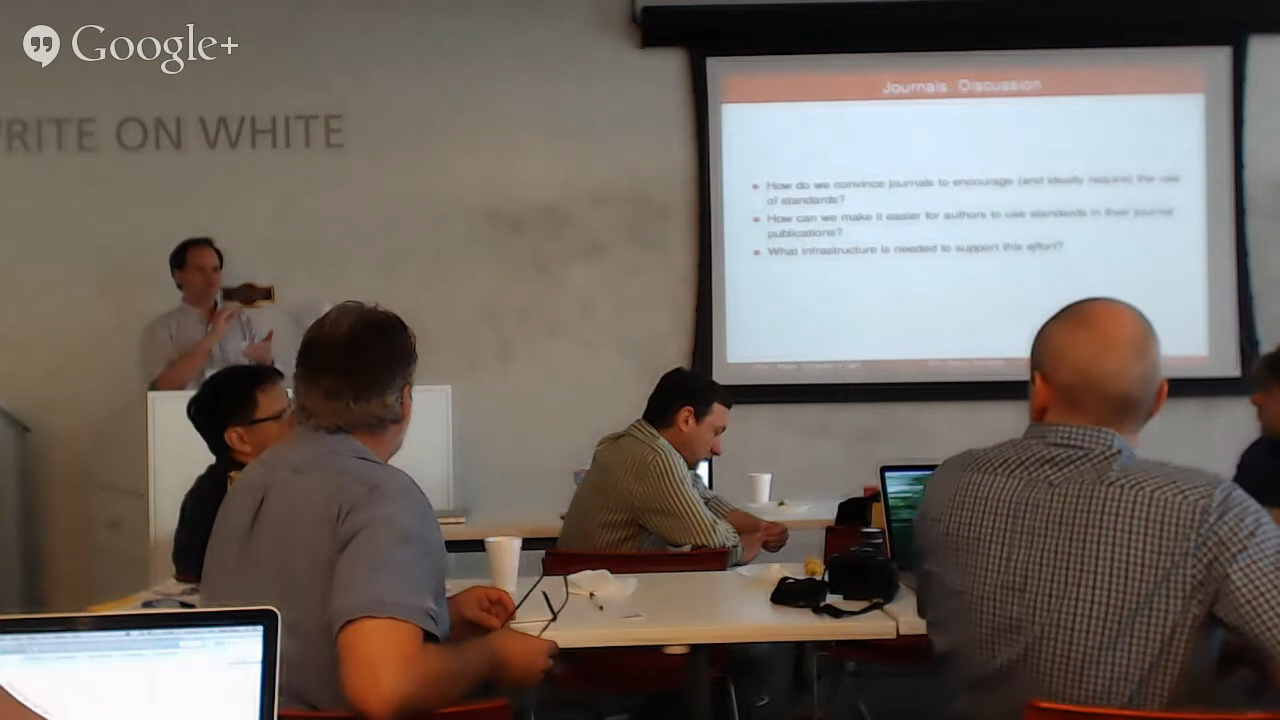 Google+
RITE ON WHITE
Journals: Discussion
How do we convince journals to encourage (and ideally require) the use
of standards?
How can we make it easier for authors to use standards in their journal
publications?
What infrastructure is needed to support this effort?